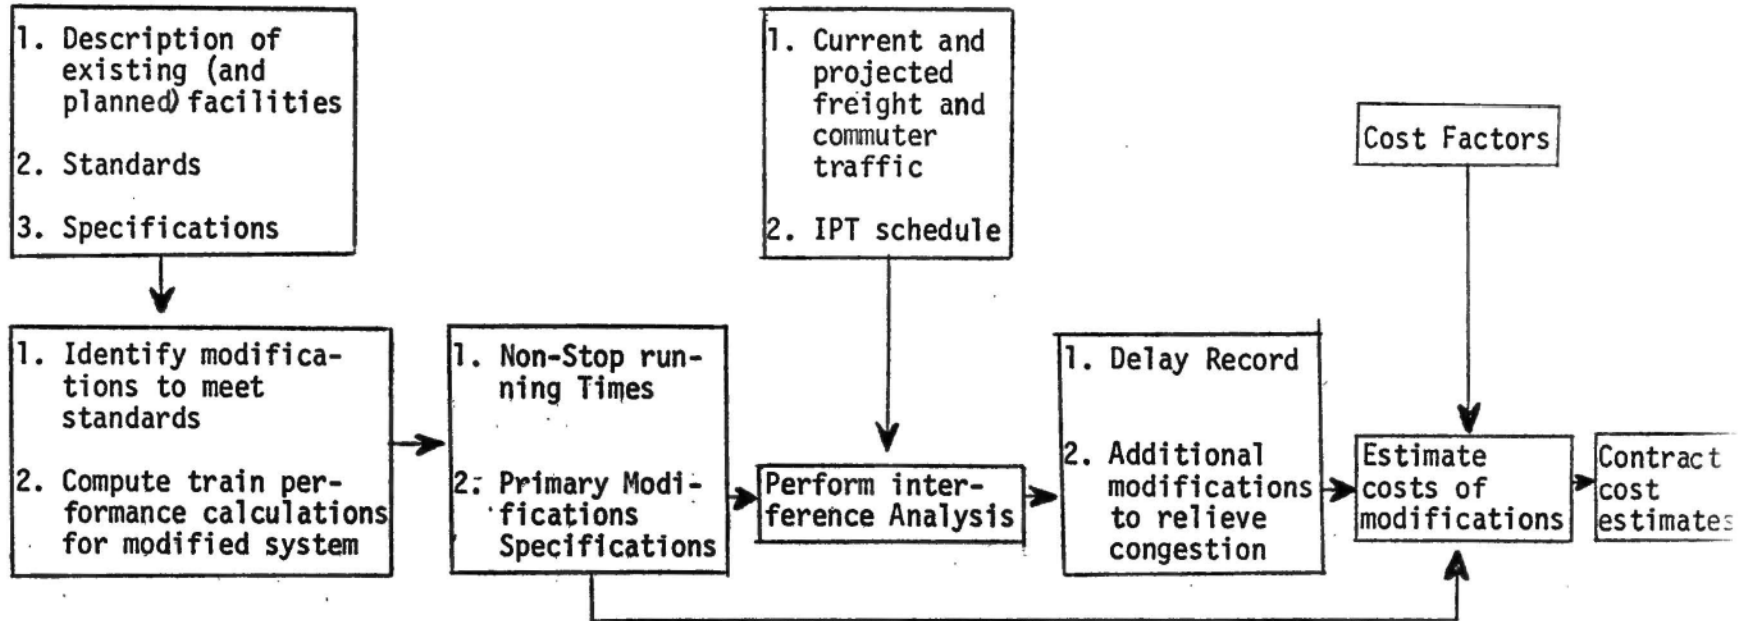 1. Description of
existing (and
planned) facilities
2. Standards
3. Specifications
1. Current and
projected
freight and
commuter
traffic
2. IPT schedule
Cost Factors
1. Identify modifica-
tions to meet
standards
2. Compute train per-
formance calculations
for modified system
1. Non-Stop run-
ning Times
2. Primary Modi-
fications
Specifications
Perform inter-
ference Analysis
1. Delay Record
2. Additional
modifications
to relieve
congestion
Estimate
costs of
modifications
Contract
cost
estimates